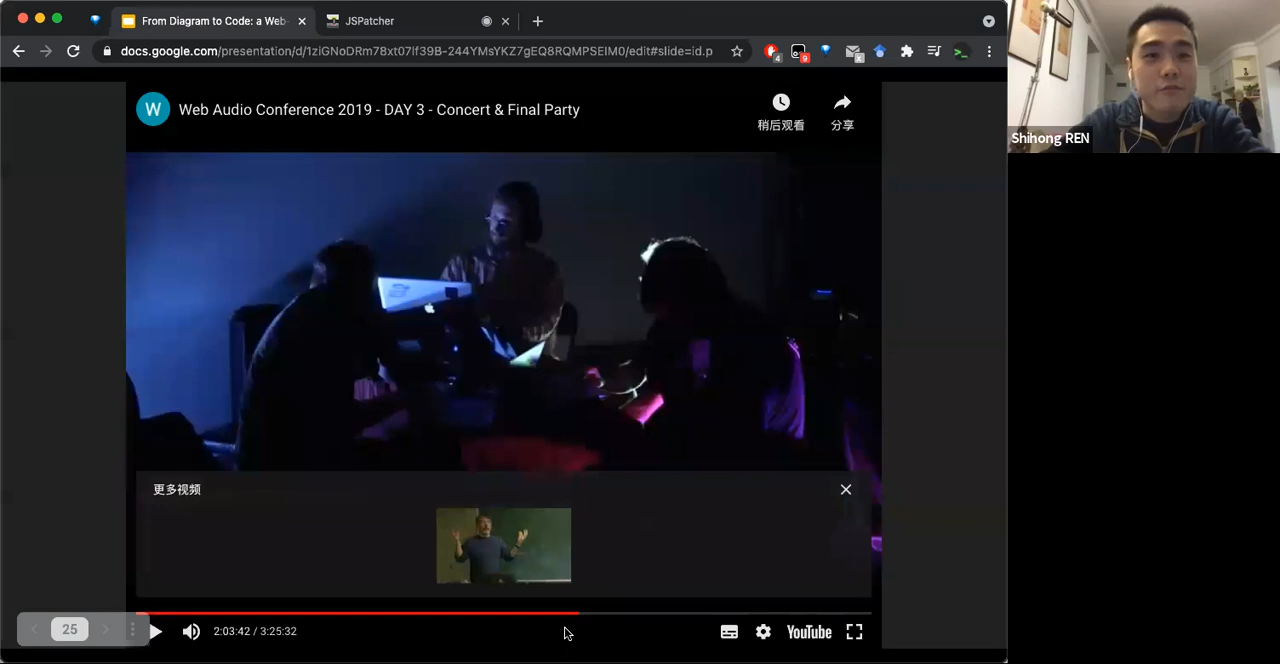 From Diagram to Code: a Web-
JSPatcher
docs.google.com/presentation/d/1ziGNoDRm78xt07lf39B-244YMsYKZ7gEQ8RQMPSEIM0/edit#slide=id.p
4
9
X
W
Web Audio Conference 2019 - DAY 3 - Concert & Final Party
稍后观看
分享
更多视频
25
2:03:42 / 3:25:32
YouTube
Shihong REN